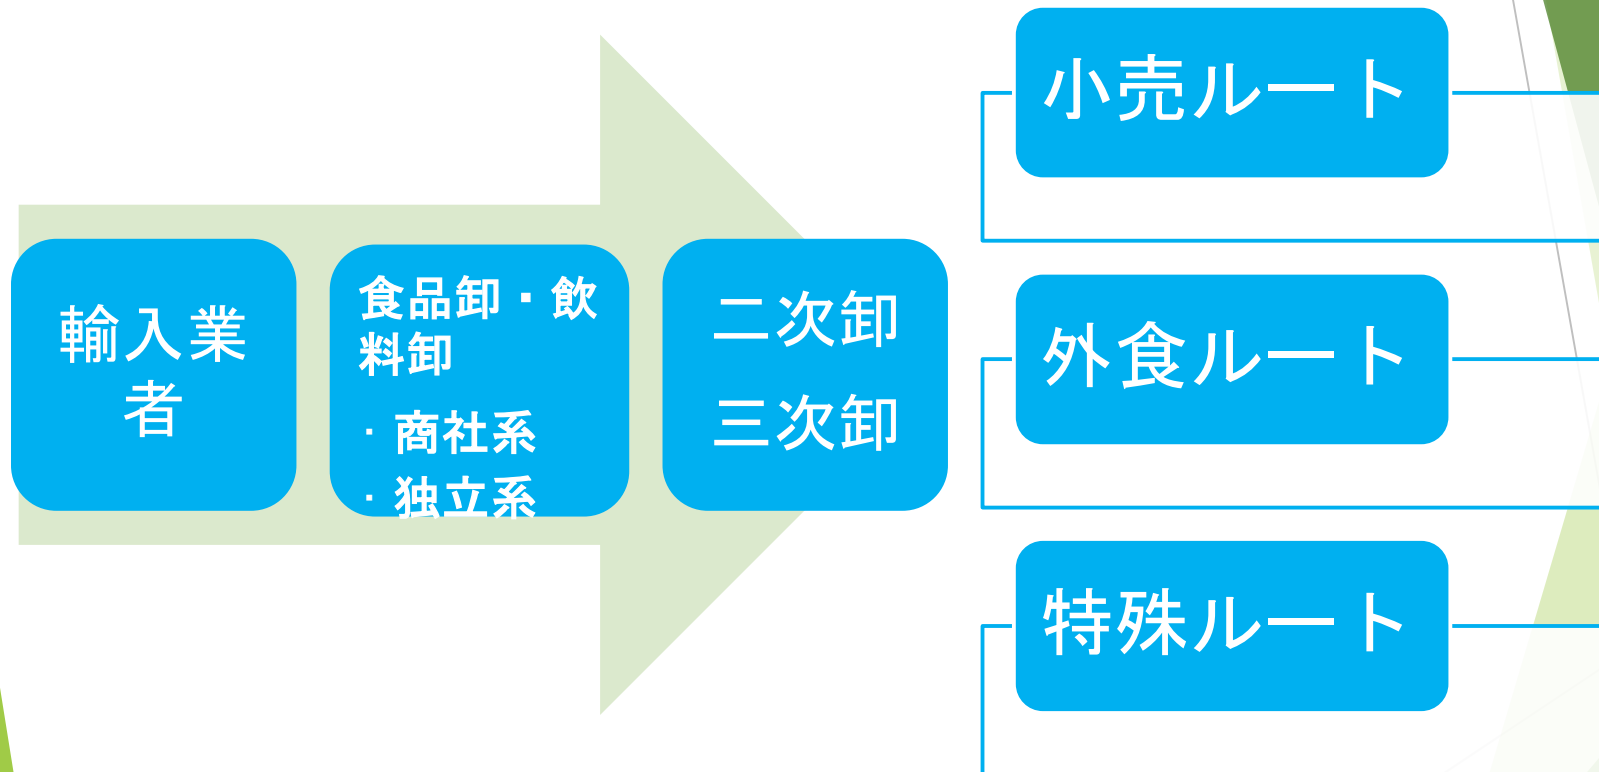 輸入業
者
食品卸・飲
料卸
・商社系
・独立系
二次卸
三次卸
小売ルート
外食ルート
特殊ルート